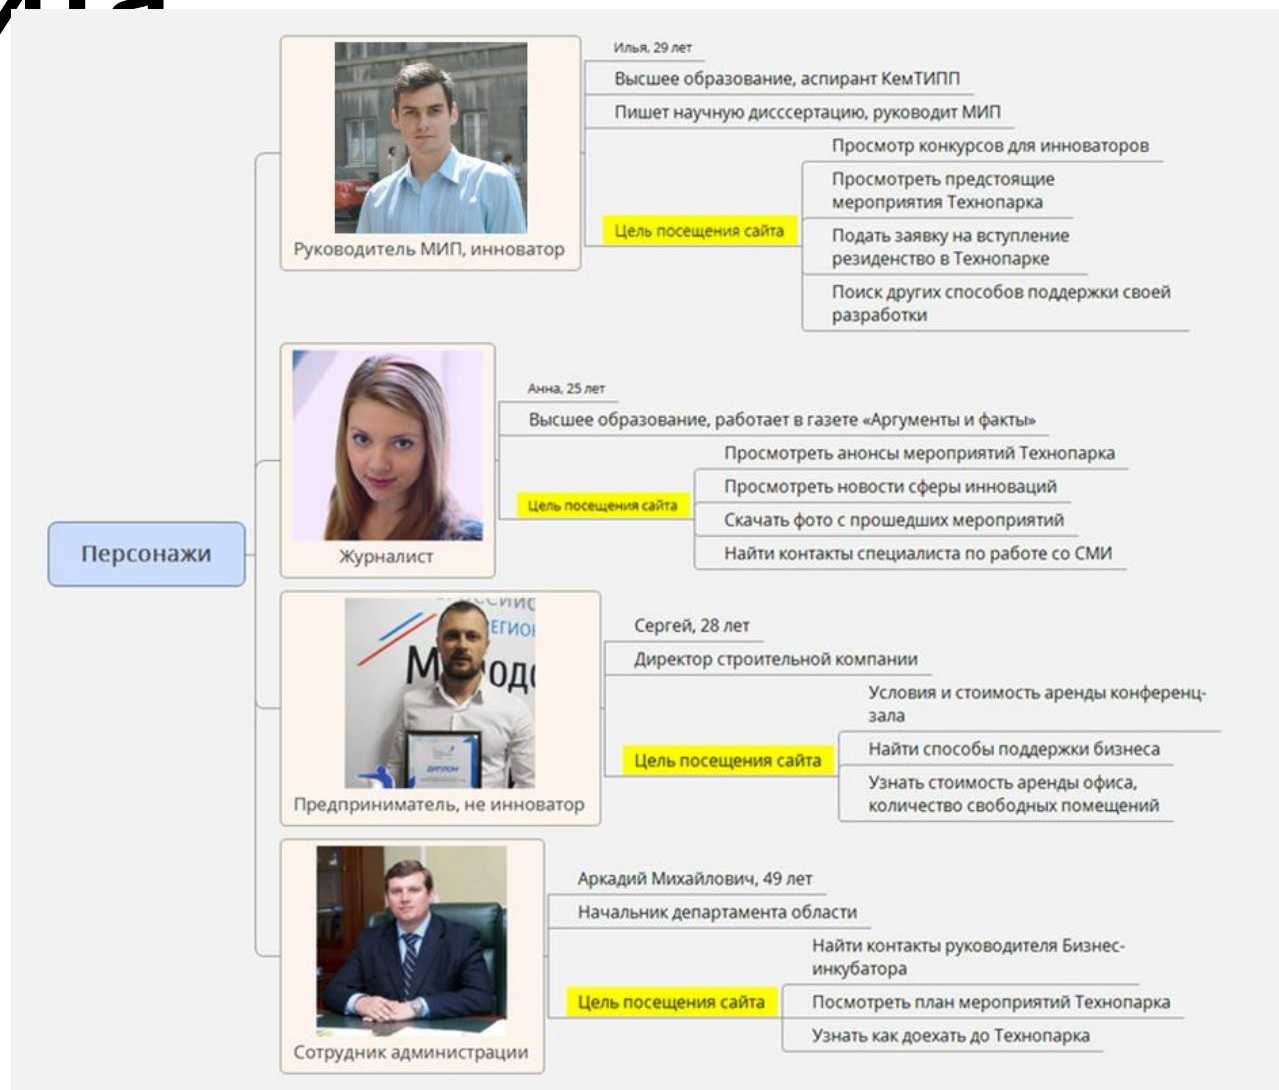 Илья, 29 лет
Высшее образование, аспирант КемТИПП
Пишет научную дисссертацию, руководит МИП
Просмотр конкурсов для инноваторов
Просмотреть предстоящие
мероприятия Технопарка
Цель посещения сайта
Подать заявку на вступление
резиденство в Технопарке
Поиск других способов поддержки своей
разработки
Руководитель МИП, инноватор
Анна, 25 лет
Высшее образование, работает в газете «Аргументы и факты»
Просмотреть анонсы мероприятий Технопарка
Просмотреть новости сферы инноваций
Цель посещения сайта
Скачать фото с прошедших мероприятий
Найти контакты специалиста по работе со СМИ
Журналист
Персонажи
Сергей, 28 лет
Директор строительной компании
Условия и стоимость аренды конференц-
зала
Цель посещения сайта
Найти способы поддержки бизнеса
Узнать стоимость аренды офиса,
количество свободных помещений
ДИПЛОМ
Предприниматель, не инноватор
Аркадий Михайлович, 49 лет
Начальник департамента области
Найти контакты руководителя Бизнес-
инкубатора
Цель посещения сайта
Посмотреть план мероприятий Технопарка
Узнать как доехать до Технопарка
Сотрудник администрации